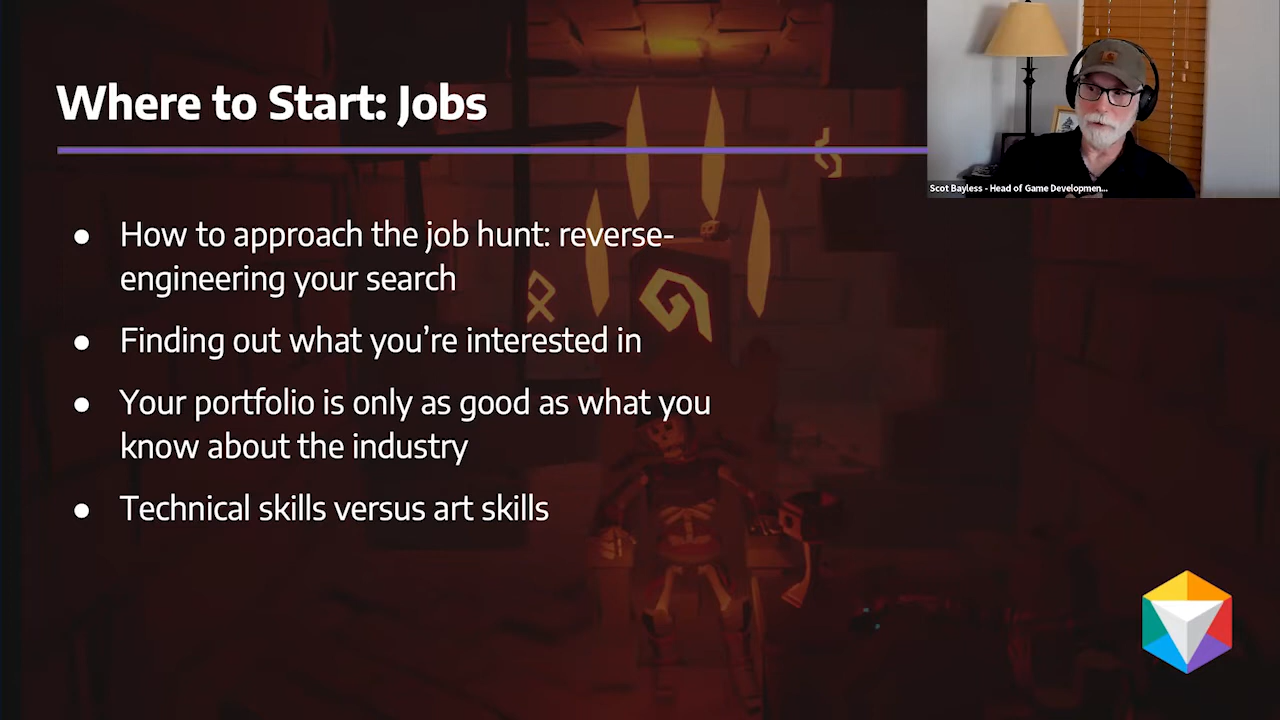 Where to Start: Jobs
Scot Bayless - Head of Game Developmen...
● How to approach the job hunt: reverse-
engineering your search
● Finding out what you’re interested in
● Your portfolio is only as good as what you
know about the industry
● Technical skills versus art skills